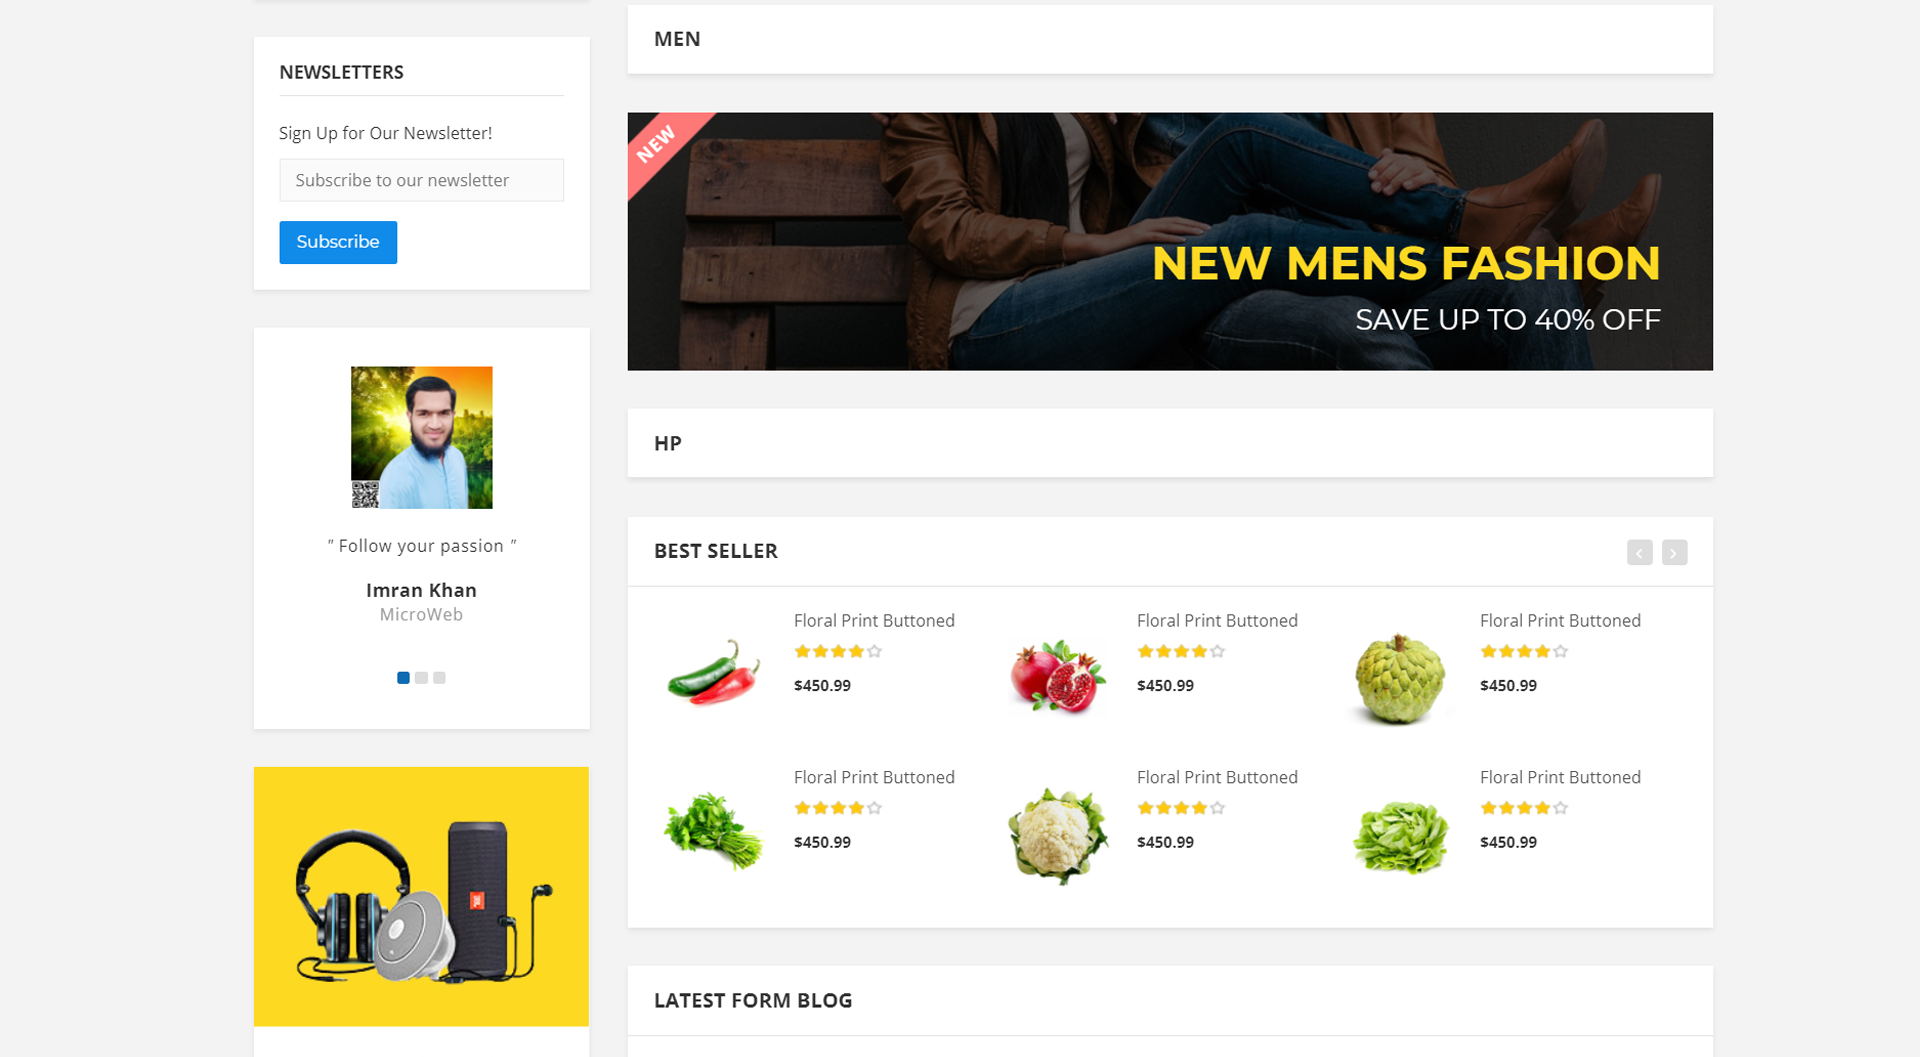 NEWSLETTERS
Sign Up for Our Newsletter!
Subscribe to our newsletter
Subscribe
" Follow your passion "
Imran Khan
MicroWeb
JBL
MEN
NEW
NEW MENS FASHION
SAVE UP TO 40% OFF
HP
BEST SELLER
Floral Print Buttoned
$450.99
Floral Print Buttoned
$450.99
Floral Print Buttoned
$450.99
Floral Print Buttoned
$450.99
Floral Print Buttoned
$450.99
Floral Print Buttoned
$450.99
LATEST FORM BLOG